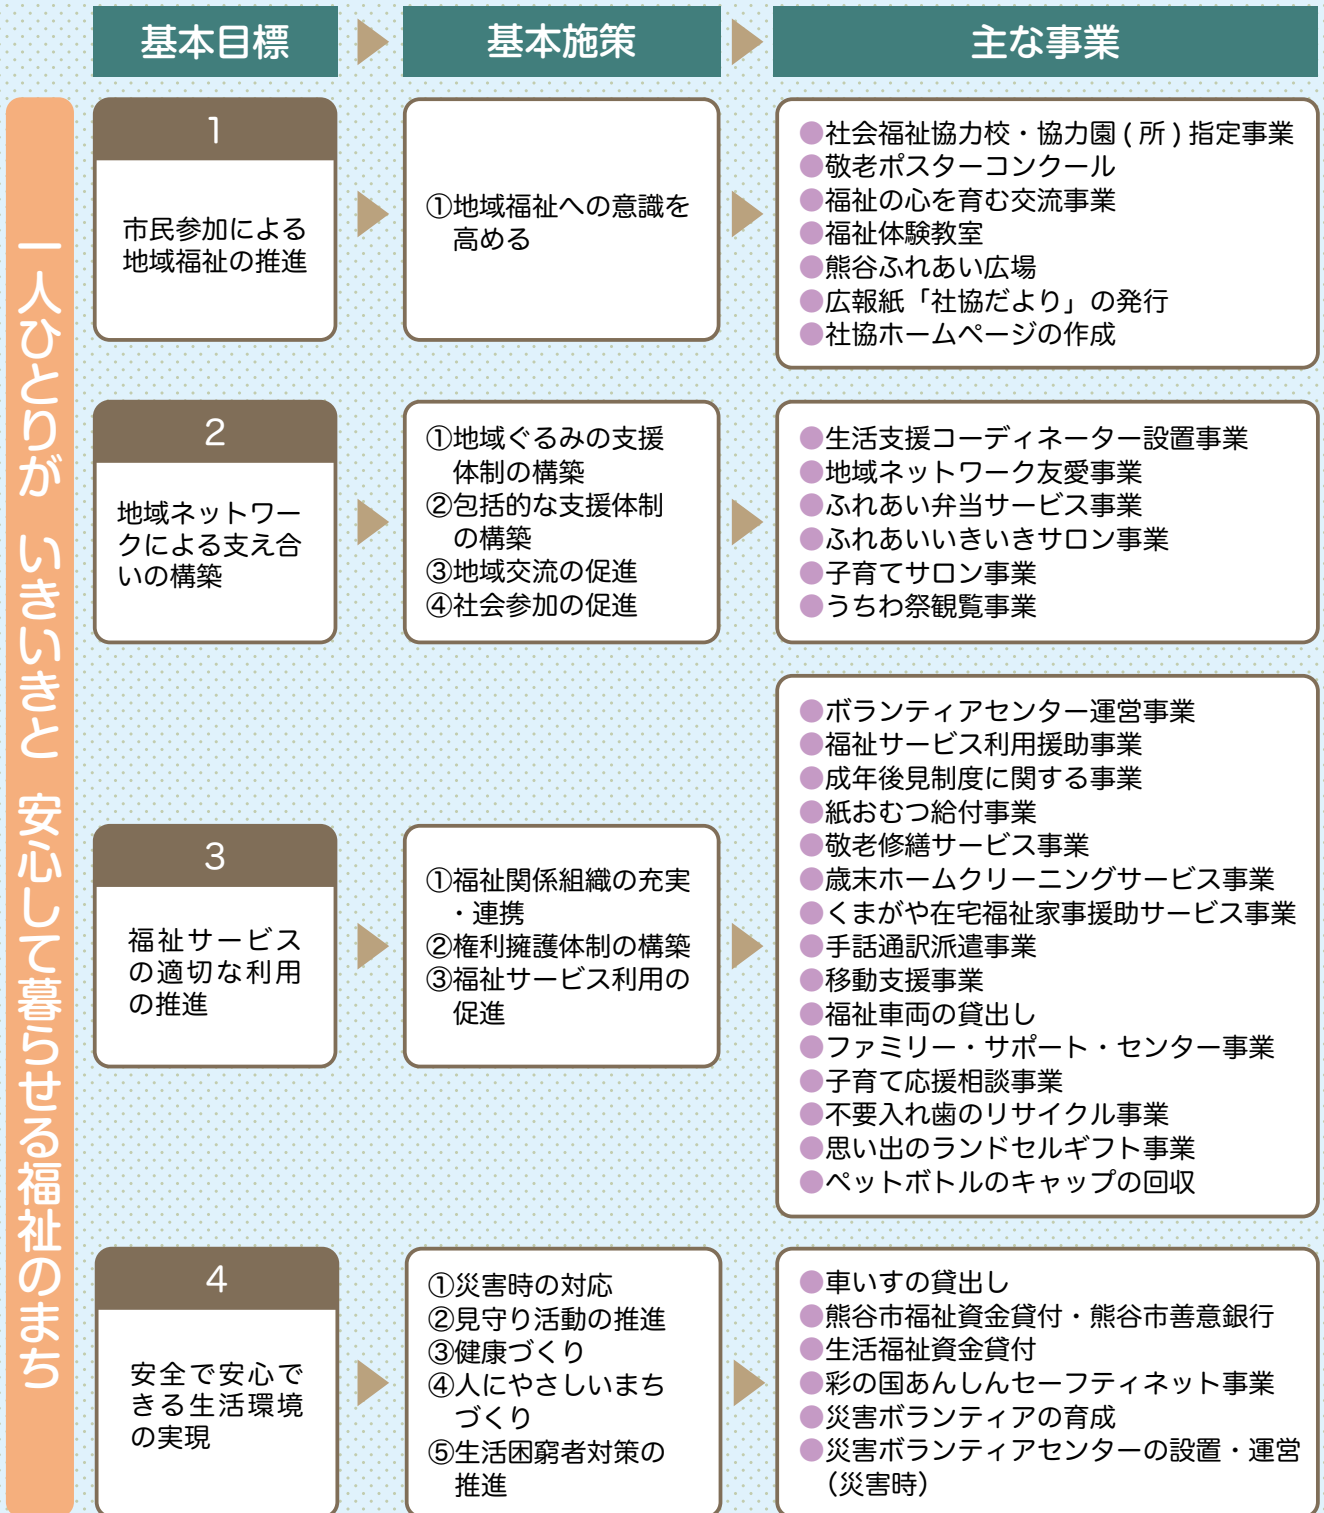 基本目標
基本施策
主な事業
一人ひとりが いきいきと 安心して暮らせる福祉のまち
1
市民参加による
地域福祉の推進
①地域福祉への意識を
高める
●社会福祉協力校・協力園(所)指定事業
●敬老ポスターコンクール
●福祉の心を育む交流事業
●福祉体験教室
●熊谷ふれあい広場
●広報紙「社協だより」の発行
●社協ホームページの作成
2
地域ネットワー
クによる支え合
いの構築
①地域ぐるみの支援
体制の構築
②包括的な支援体制
の構築
③地域交流の促進
④社会参加の促進
●生活支援コーディネーター設置事業
●地域ネットワーク友愛事業
●ふれあい弁当サービス事業
●ふれあいいきいきサロン事業
●子育てサロン事業
●うちわ祭観覧事業
3
福祉サービス
の適切な利用
の推進
①福祉関係組織の充実
・連携
②権利擁護体制の構築
③福祉サービス利用の
促進
●ボランティアセンター運営事業
●福祉サービス利用援助事業
●成年後見制度に関する事業
●紙おむつ給付事業
●敬老修繕サービス事業
●歳末ホームクリーニングサービス事業
●くまがや在宅福祉家事援助サービス事業
●手話通訳派遣事業
●移動支援事業
●福祉車両の貸出し
●ファミリー・サポート・センター事業
●子育て応援相談事業
●不要入れ歯のリサイクル事業
●思い出のランドセルギフト事業
●ペットボトルのキャップの回収
4
安全で安心で
きる生活環境
の実現
①災害時の対応
②見守り活動の推進
③健康づくり
④人にやさしいまち
づくり
⑤生活困窮者対策の
推進
●車いすの貸出し
●熊谷市福祉資金貸付・熊谷市善意銀行
●生活福祉資金貸付
●彩の国あんしんセーフティネット事業
●災害ボランティアの育成
●災害ボランティアセンターの設置・運営
(災害時)